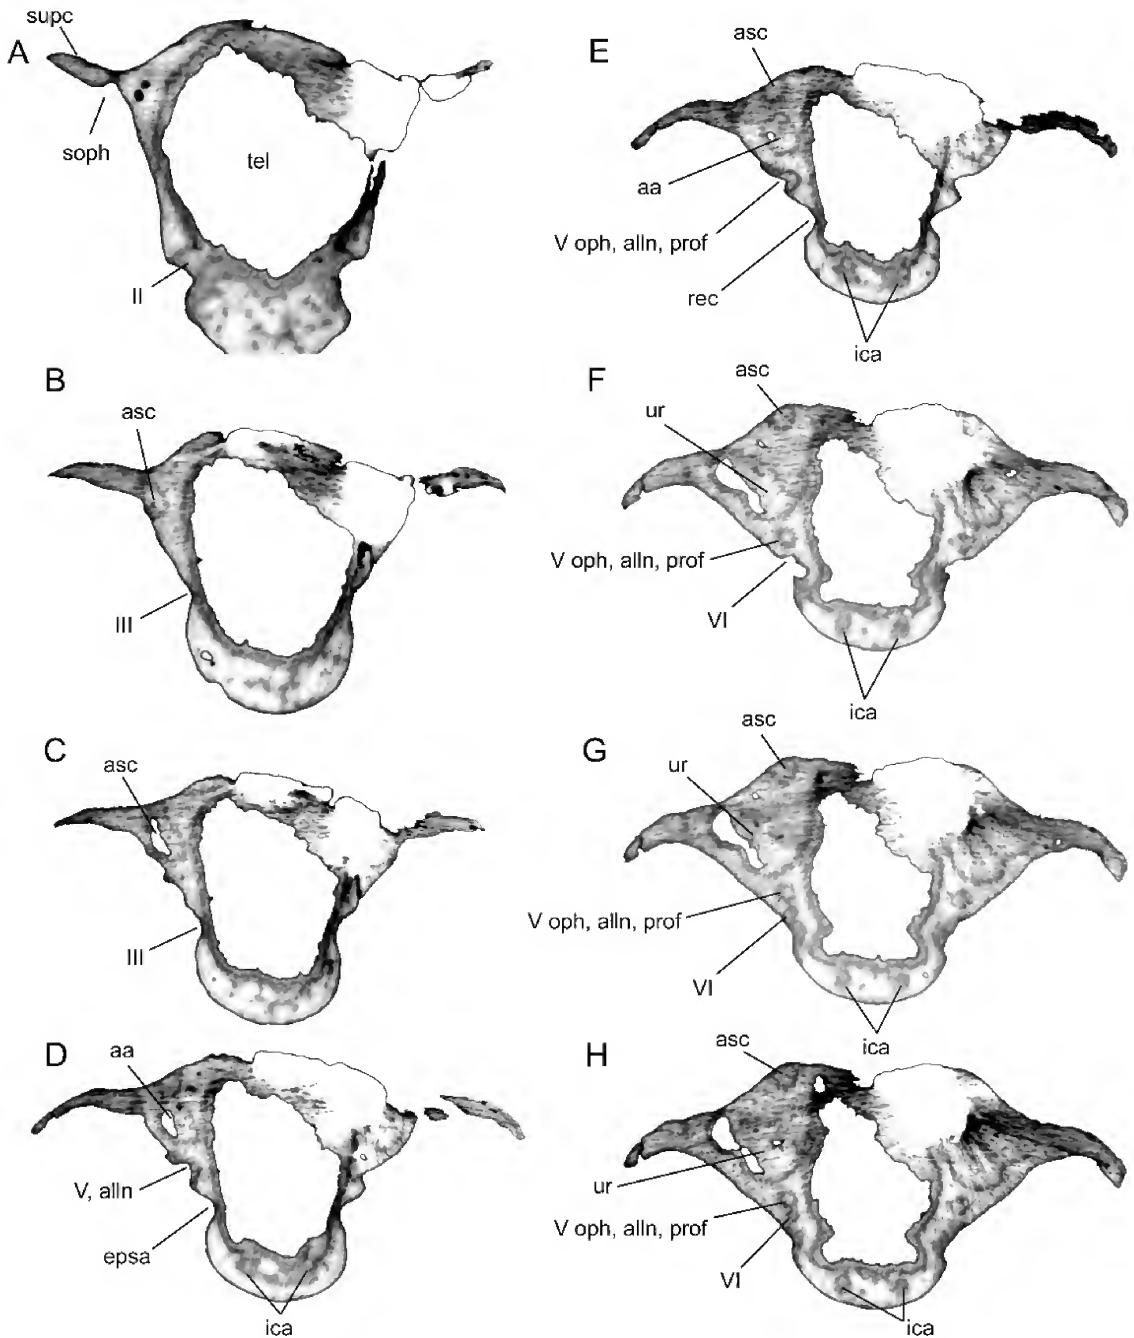 A
supc
soph
tel
II
B
asc
III
C
asc
III
D
aa
V, alln
epsa
ica
E
asc
aa
V oph, alln, prof
rec
ica
F
asc
ur
V oph, alln, prof
VI
ica
G
asc
ur
V oph, alln, prof
VI
ica
H
asc
ur
V oph, alln, prof
VI
ica